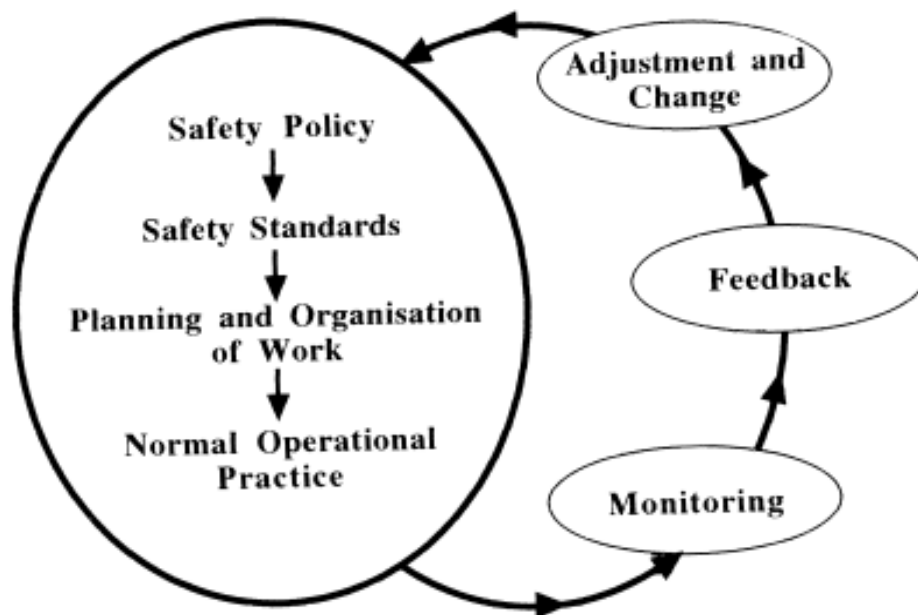 Safety Policy
Safety Standards
Planning and Organisation
of Work
Normal Operational
Practice
Adjustment and
Change
Feedback
Monitoring